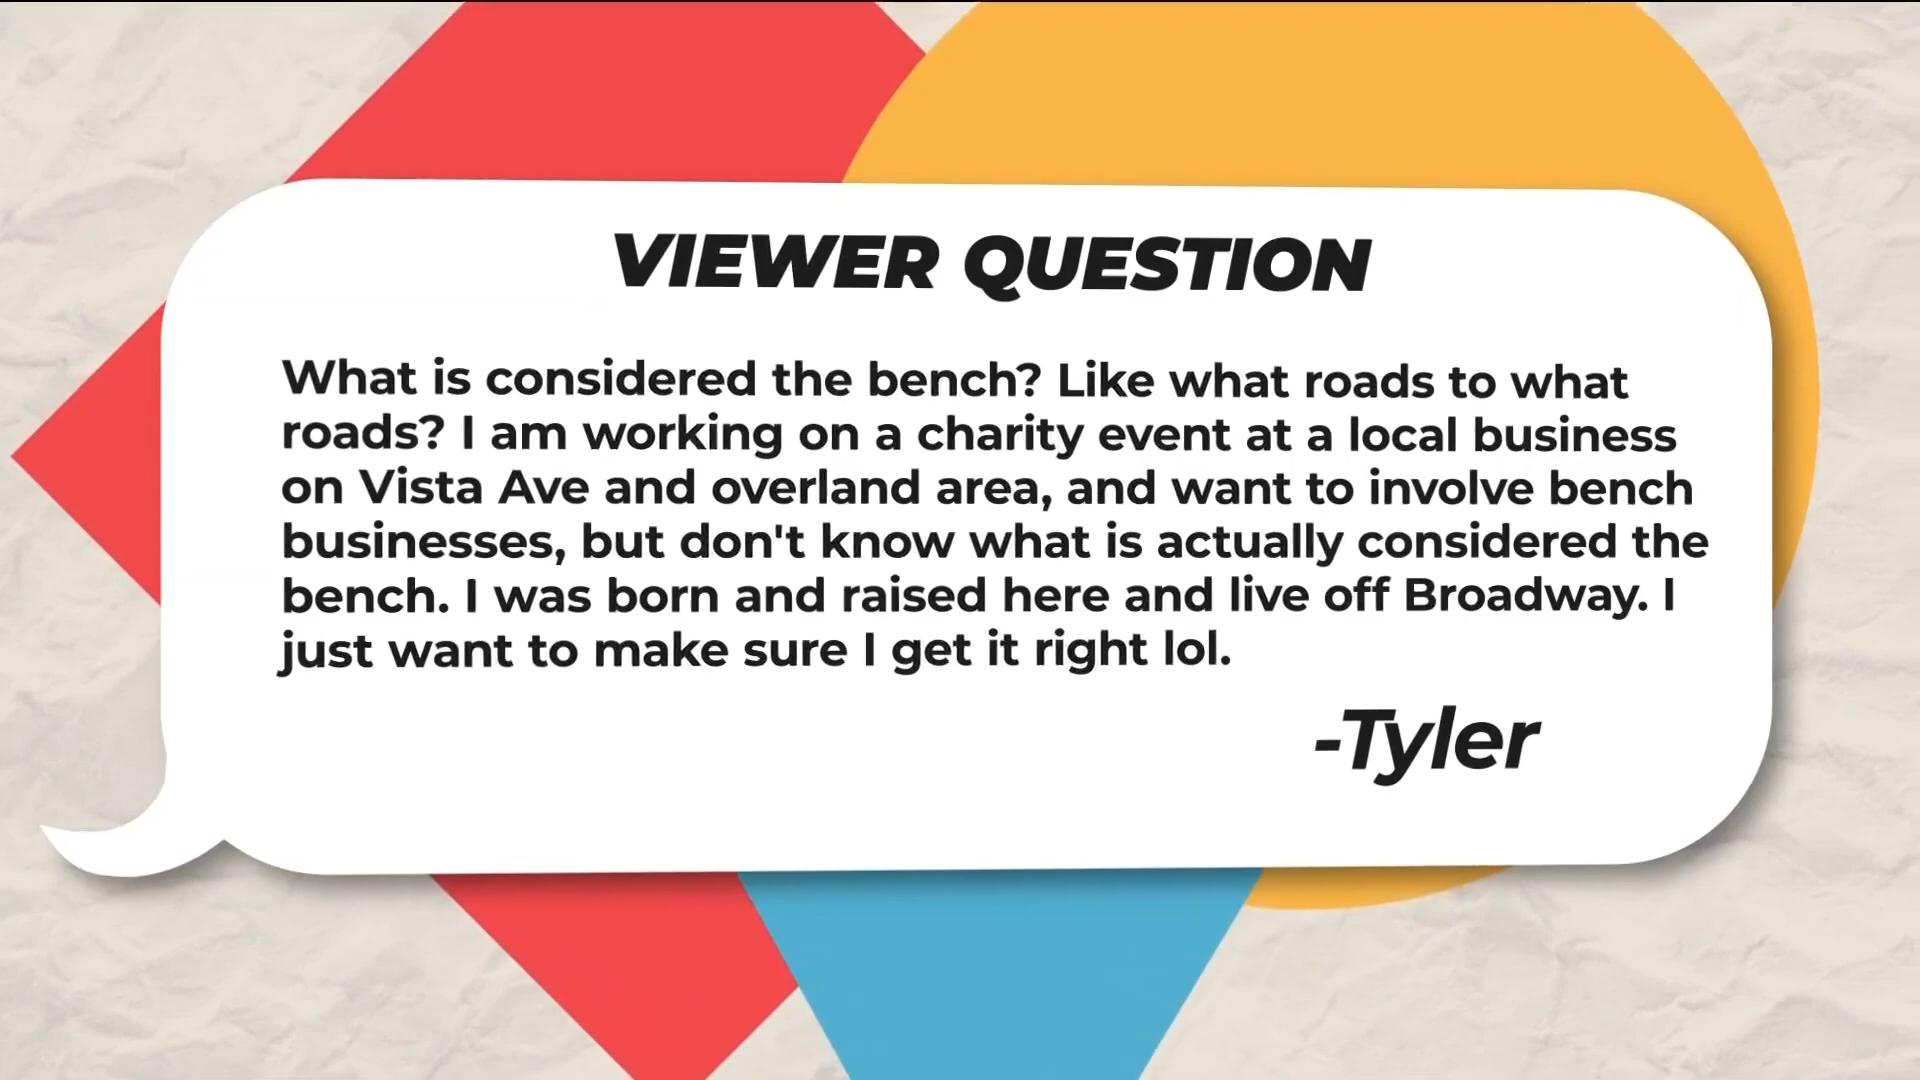 VIEWER QUESTION
What is considered the bench? Like what roads to what
roads? I am working on a charity event at a local business
on Vista Ave and overland area, and want to involve bench
businesses, but don't know what is actually considered the
bench. I was born and raised here and live off Broadway. I
just want to make sure I get it right lol.
-Tyler